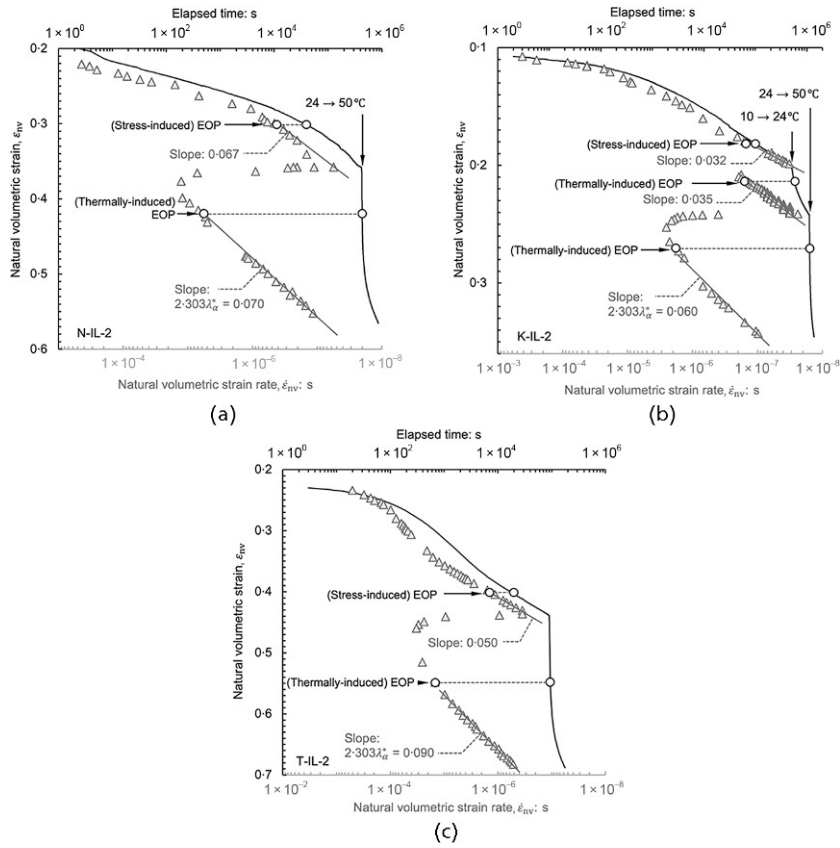 Elapsed time: s
1 × 10⁰ 1 × 10² 1 × 10⁴ 1 × 10⁶
0·2
0·3
0·4
0·5
0·6
Natural volumetric strain, εnv
24 → 50°C
(Stress-induced) EOP
Slope: 0·067
(Thermally-induced)
EOP
Slope:
2·303λ*α = 0·070
N-IL-2
1 × 10⁻⁴ 1 × 10⁻⁶ 1 × 10⁻⁸
Natural volumetric strain rate, ε̇nv: s
(a)
Elapsed time: s
1 × 10⁰ 1 × 10² 1 × 10⁴ 1 × 10⁶
0·1
0·2
0·3
Natural volumetric strain, εnv
24 → 50°C
10 → 24°C
(Stress-induced) EOP
Slope: 0·032
(Thermally-induced) EOP
Slope: 0·035
(Thermally-induced) EOP
Slope:
2·303λ*α = 0·060
K-IL-2
1 × 10⁻³ 1 × 10⁻⁴ 1 × 10⁻⁵ 1 × 10⁻⁶ 1 × 10⁻⁷ 1 × 10⁻⁸
Natural volumetric strain rate, ε̇nv: s
(b)
Elapsed time: s
1 × 10⁰ 1 × 10² 1 × 10⁴ 1 × 10⁶
0·2
0·3
0·4
0·5
0·6
0·7
Natural volumetric strain, εnv
(Stress-induced) EOP
Slope: 0·050
(Thermally-induced) EOP
Slope:
2·303λ*α = 0·090
T-IL-2
1 × 10⁻² 1 × 10⁻⁴ 1 × 10⁻⁶ 1 × 10⁻⁸
Natural volumetric strain rate, ε̇nv: s
(c)